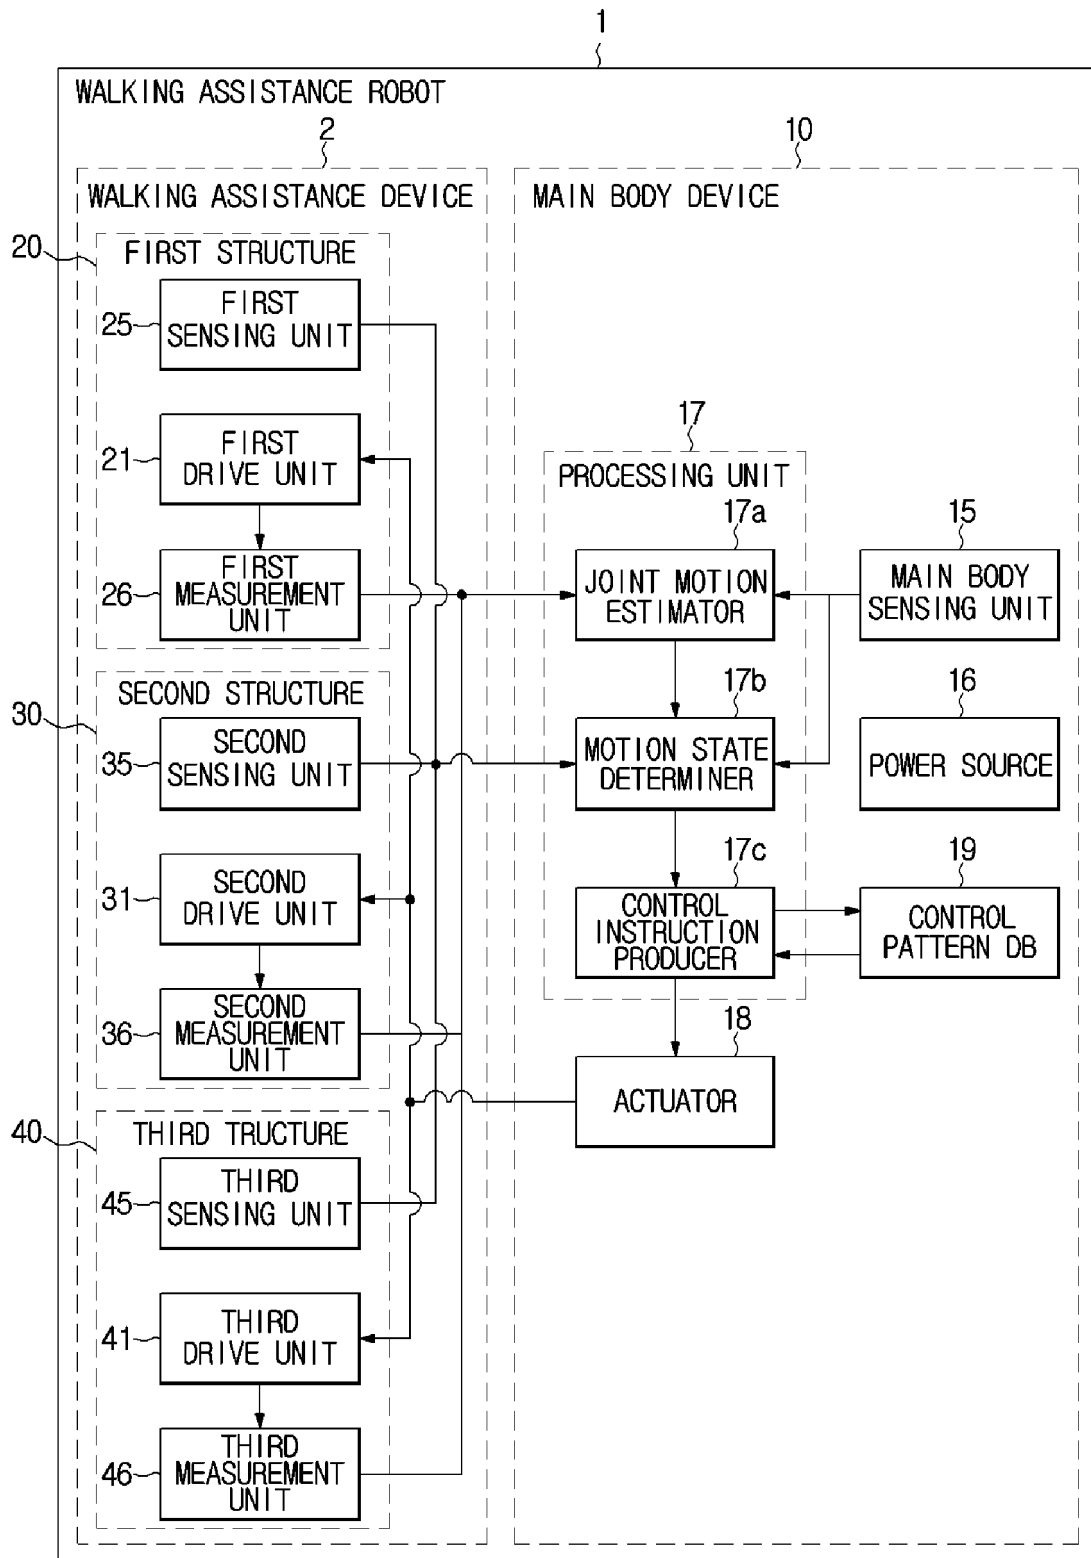 1
WALKING ASSISTANCE ROBOT
2
10
WALKING ASSISTANCE DEVICE
MAIN BODY DEVICE
20
FIRST STRUCTURE
25
FIRST
SENSING UNIT
21
FIRST
DRIVE UNIT
26
FIRST
MEASUREMENT
UNIT
30
SECOND STRUCTURE
35
SECOND
SENSING UNIT
31
SECOND
DRIVE UNIT
36
SECOND
MEASUREMENT
UNIT
40
THIRD TRUCTURE
45
THIRD
SENSING UNIT
41
THIRD
DRIVE UNIT
46
THIRD
MEASUREMENT
UNIT
17
PROCESSING UNIT
17a
JOINT MOTION
ESTIMATOR
17b
MOTION STATE
DETERMINER
17c
CONTROL
INSTRUCTION
PRODUCER
18
ACTUATOR
15
MAIN BODY
SENSING UNIT
16
POWER SOURCE
19
CONTROL
PATTERN DB